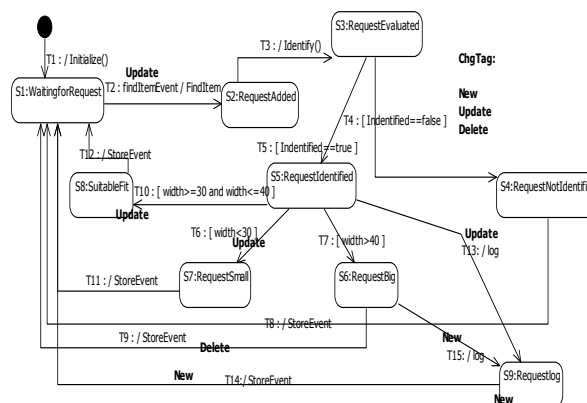 S3:RequestEvaluated
T1 : / Initialize()
T3 : / Identify()
ChgTag:
Update
S1:WaitingforRequest
T2 : findItemEvent / FindItem
S2:RequestAdded
New
Update
Delete
T4 : [ Indentified==false ]
T12 : / StoreEvent
T5 : [ Indentified==true ]
S8:SuitableFit
S5:RequestIdentified
S4:RequestNotIdentifi
T10 : [ width>=30 and width<=40 ]
Update
T6 : [ width<30 ]
Update
T7 : [ width>40 ]
Update
T13 : / log
T11 : / StoreEvent
S7:RequestSmall
S6:RequestBig
T8 : / StoreEvent
T9 : / StoreEvent
Delete
New
T15 : / log
New
T14 : / StoreEvent
S9:Requestlog
New